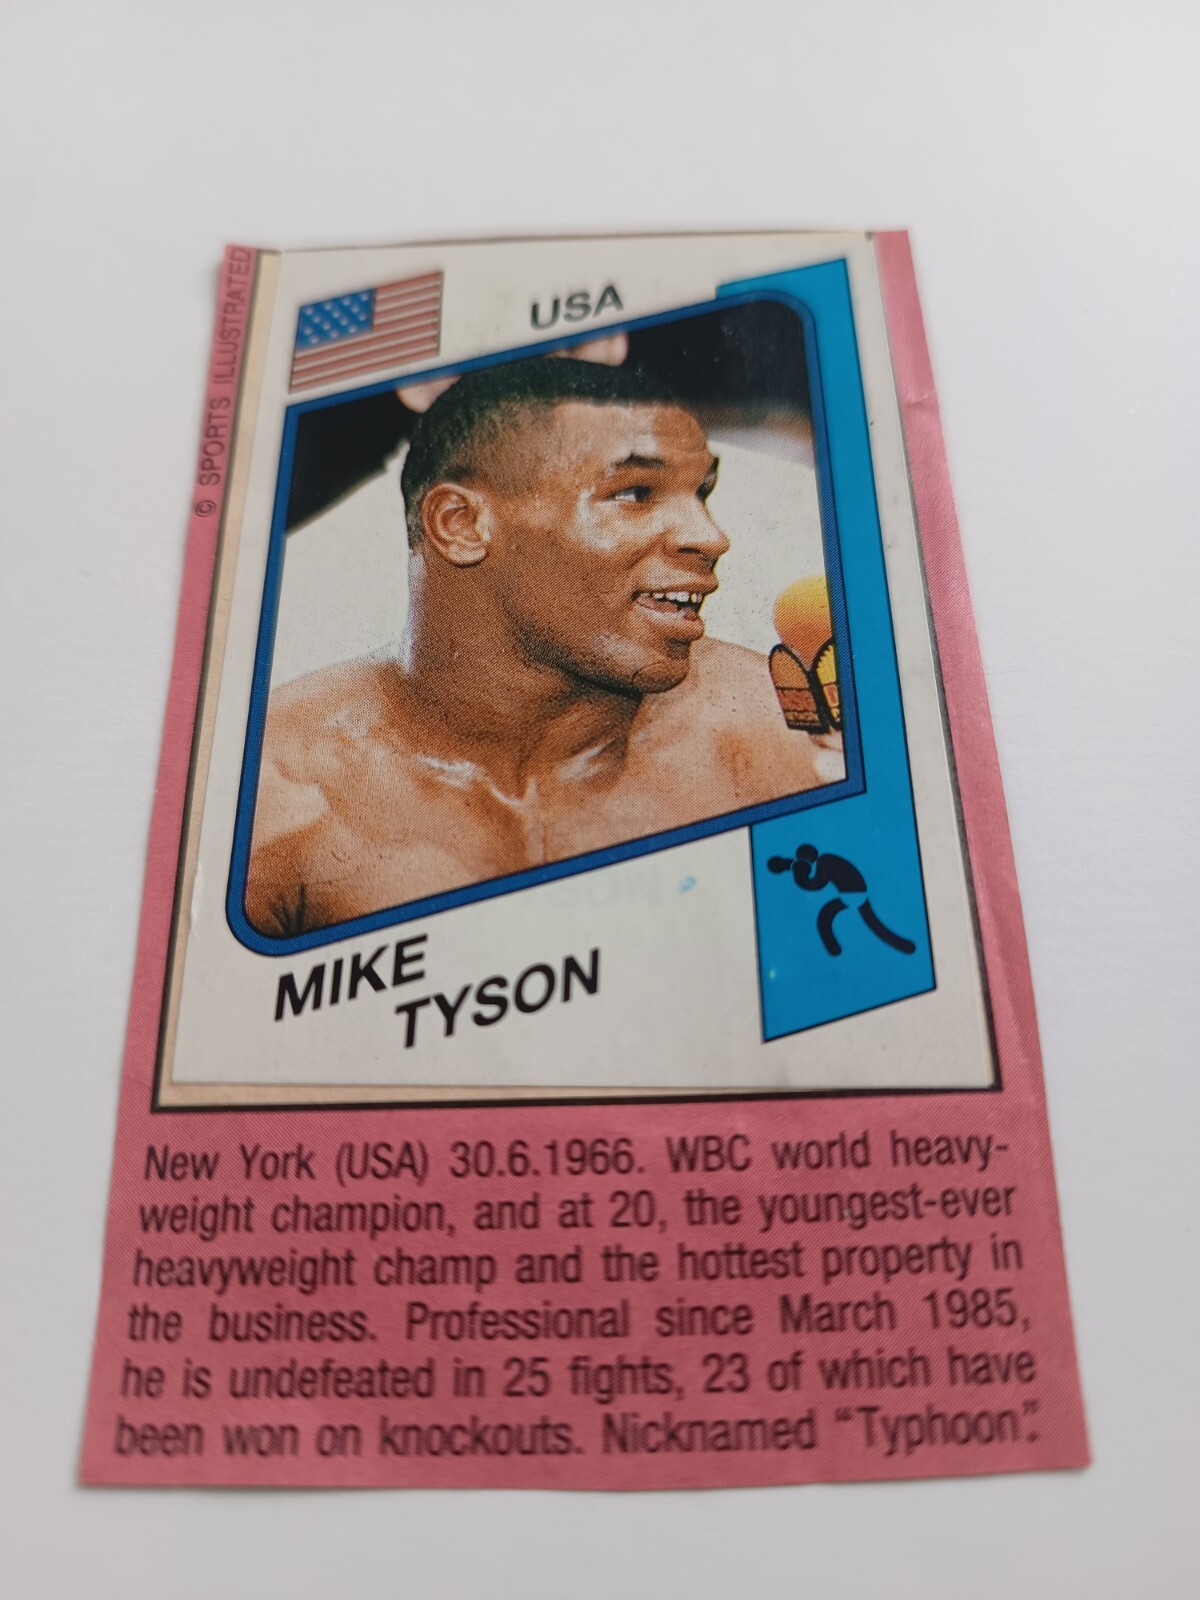 © SPORTS ILLUSTRATED
USA
MIKE
TYSON
New York (USA) 30.6.1966. WBC world heavy-
weight champion, and at 20, the youngest-ever
heavyweight champ and the hottest property in
the business. Professional since March 1985,
he is undefeated in 25 fights, 23 of which have
been won on knockouts. Nicknamed “Typhoon”.